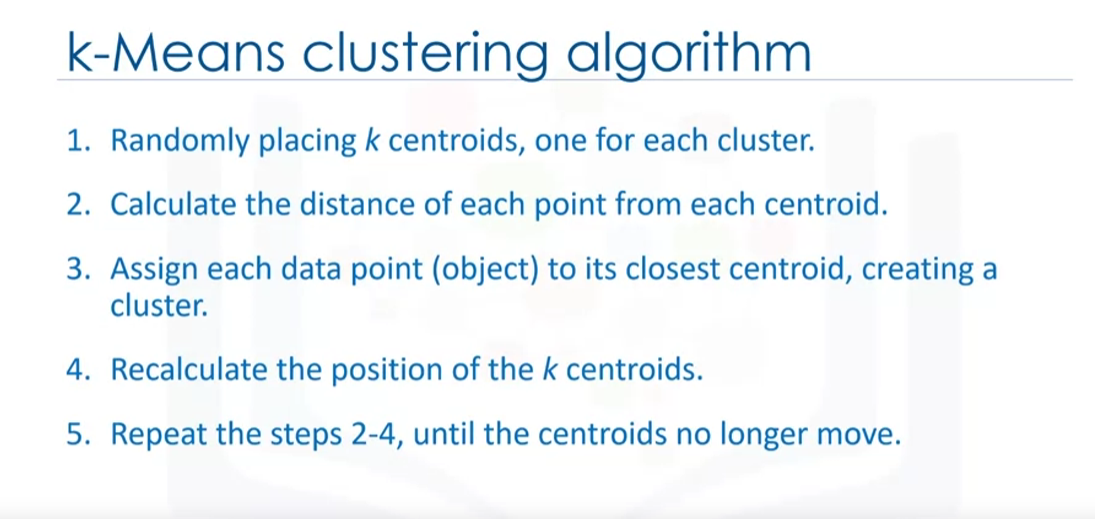 k-Means clustering algorithm
1. Randomly placing k centroids, one for each cluster.
2. Calculate the distance of each point from each centroid.
3. Assign each data point (object) to its closest centroid, creating a
cluster.
4. Recalculate the position of the k centroids.
5. Repeat the steps 2-4, until the centroids no longer move.